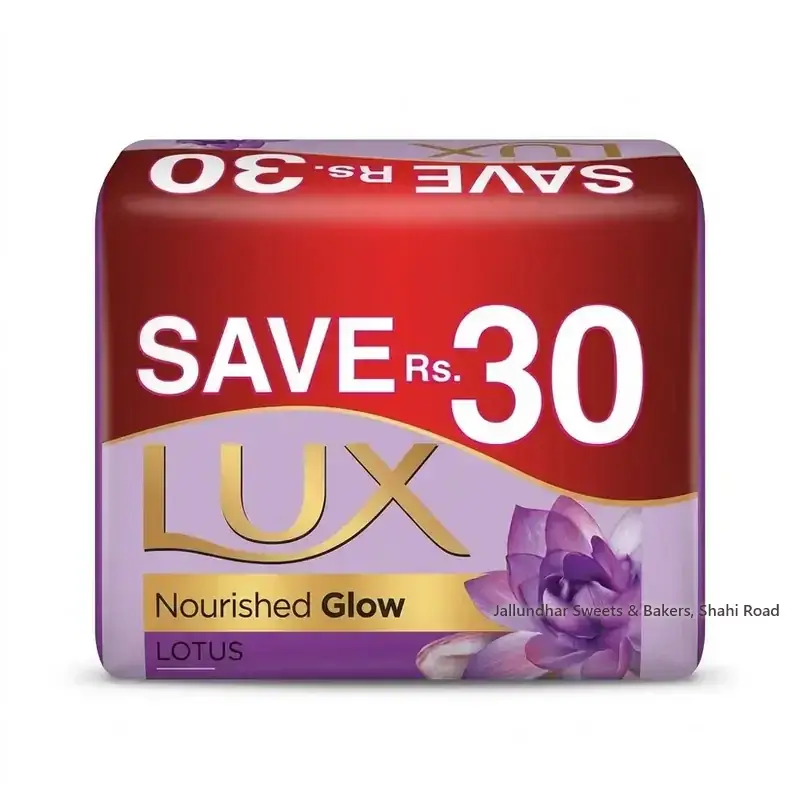 SAVE Rs. 30
LUX
SAVE Rs. 30
LUX
Nourished Glow
LOTUS
Jallundhar Sweets & Bakers, Shahi Road